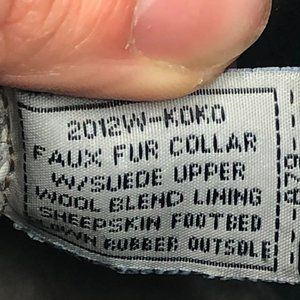 2012W-KOKO
FAUX FUR COLLAR
W/SUEDE UPPER
WOOL BLEND LINING
SHEEPSKIN FOOTBED
RUBBER OUTSOLE